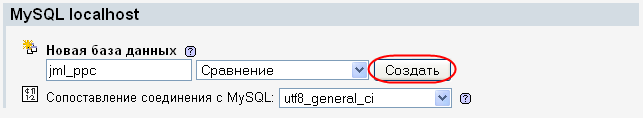 MySQL localhost
Новая база данных
jml_ppc Сравнение Создать
Сопоставление соединения с MySQL: utf8_general_ci